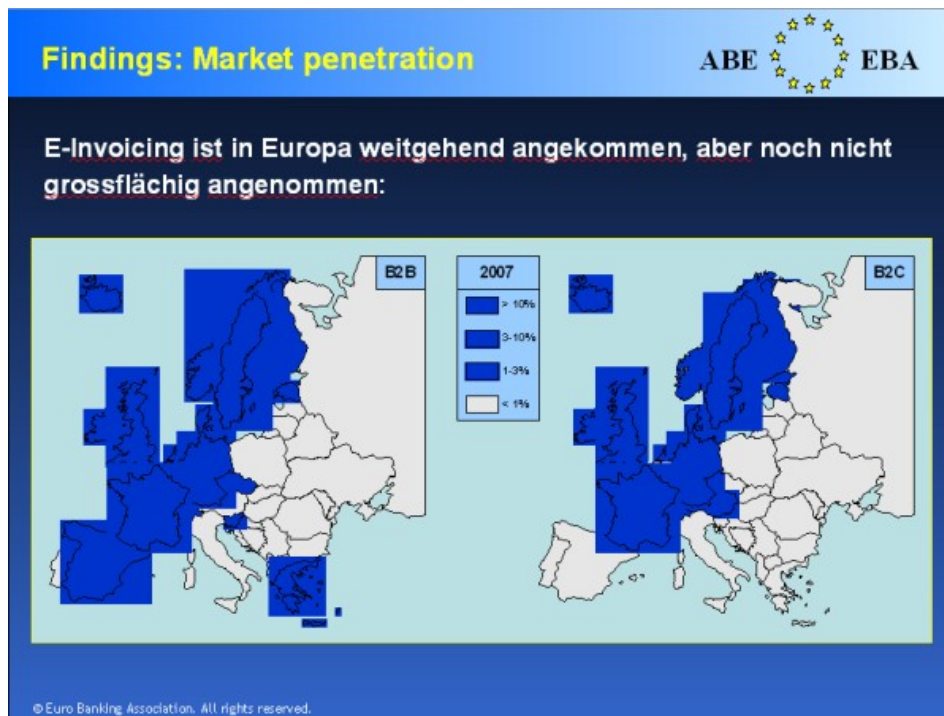 Findings: Market penetration
ABE EBA
E-Invoicing ist in Europa weitgehend angekommen, aber noch nicht
grossflächig angenommen:
B2B
2007
> 10%
3-10%
1-3%
< 1%
B2C
© Euro Banking Association. All rights reserved.